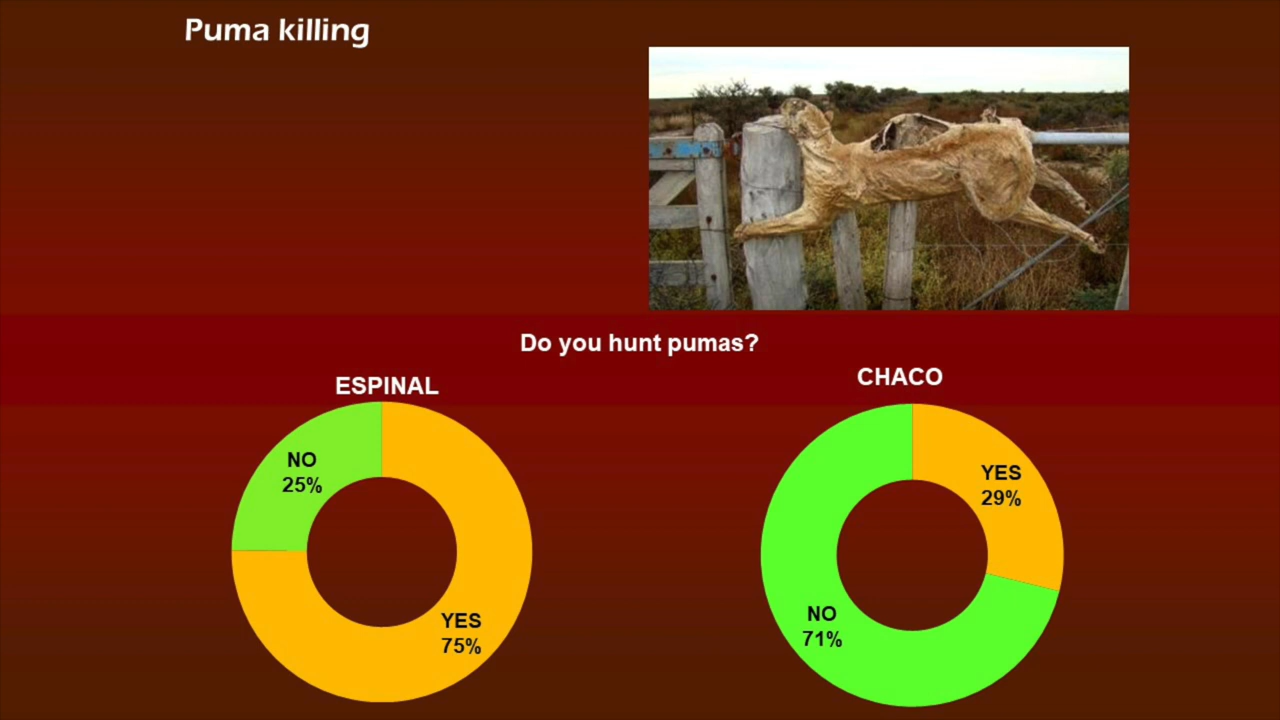 Puma killing
Do you hunt pumas?
ESPINAL
NO
25%
YES
75%
CHACO
YES
29%
NO
71%